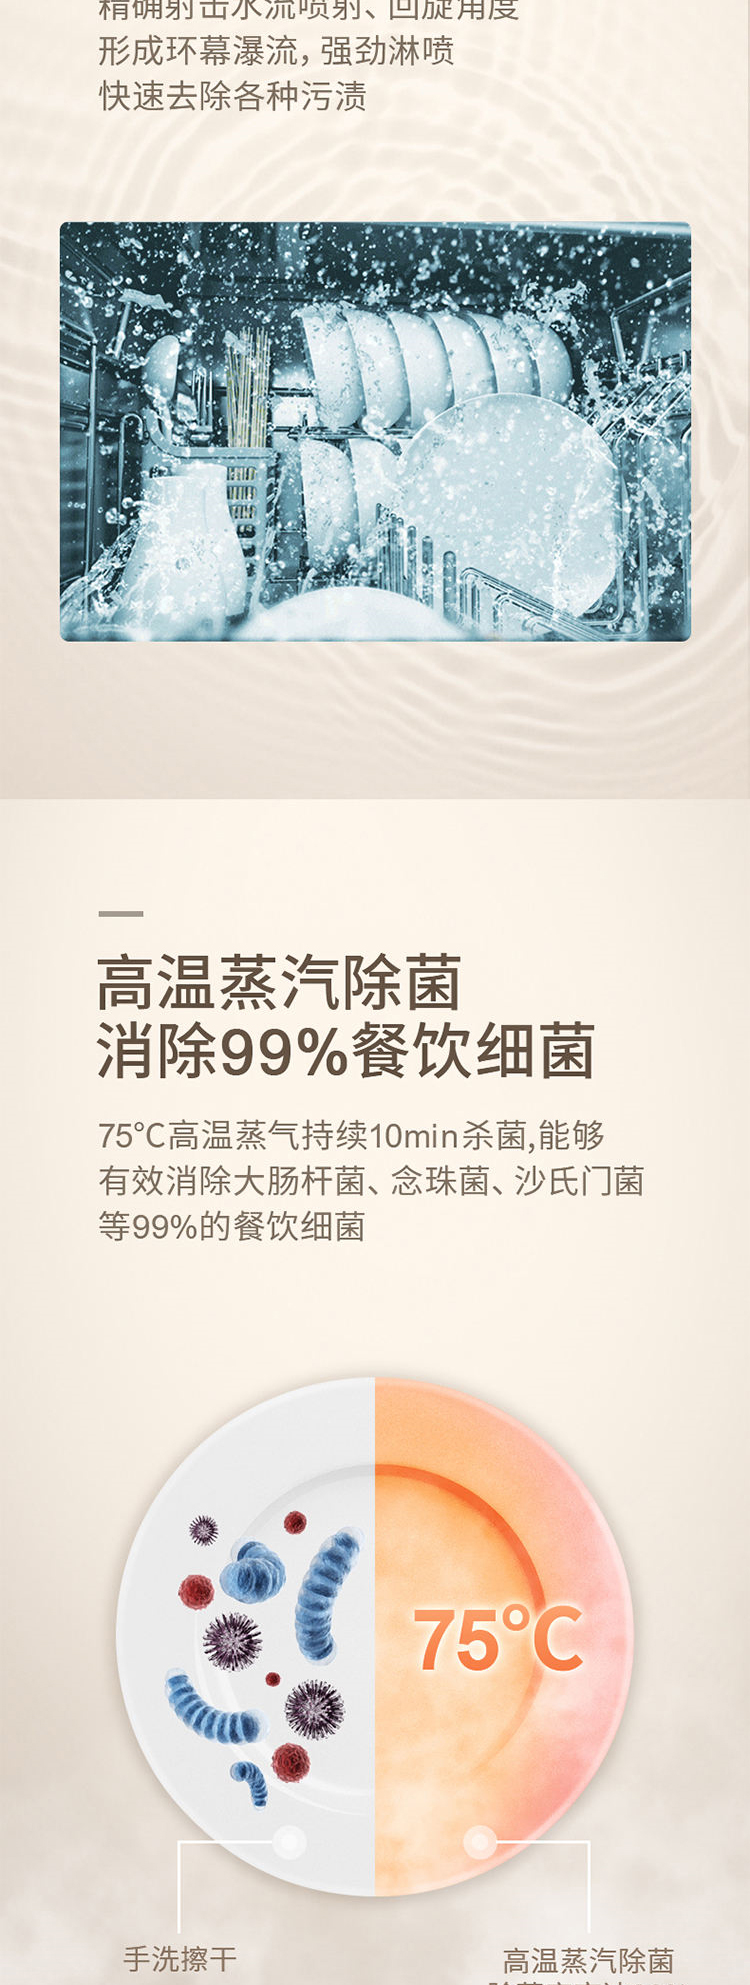 精确射击水流喷射、回旋角度
形成环幕瀑流，强劲淋喷
快速去除各种污渍
高温蒸汽除菌
消除99%餐饮细菌
75℃高温蒸气持续10min杀菌,能够
有效消除大肠杆菌、念珠菌、沙氏门菌
等99%的餐饮细菌
75℃
手洗擦干
高温蒸汽除菌